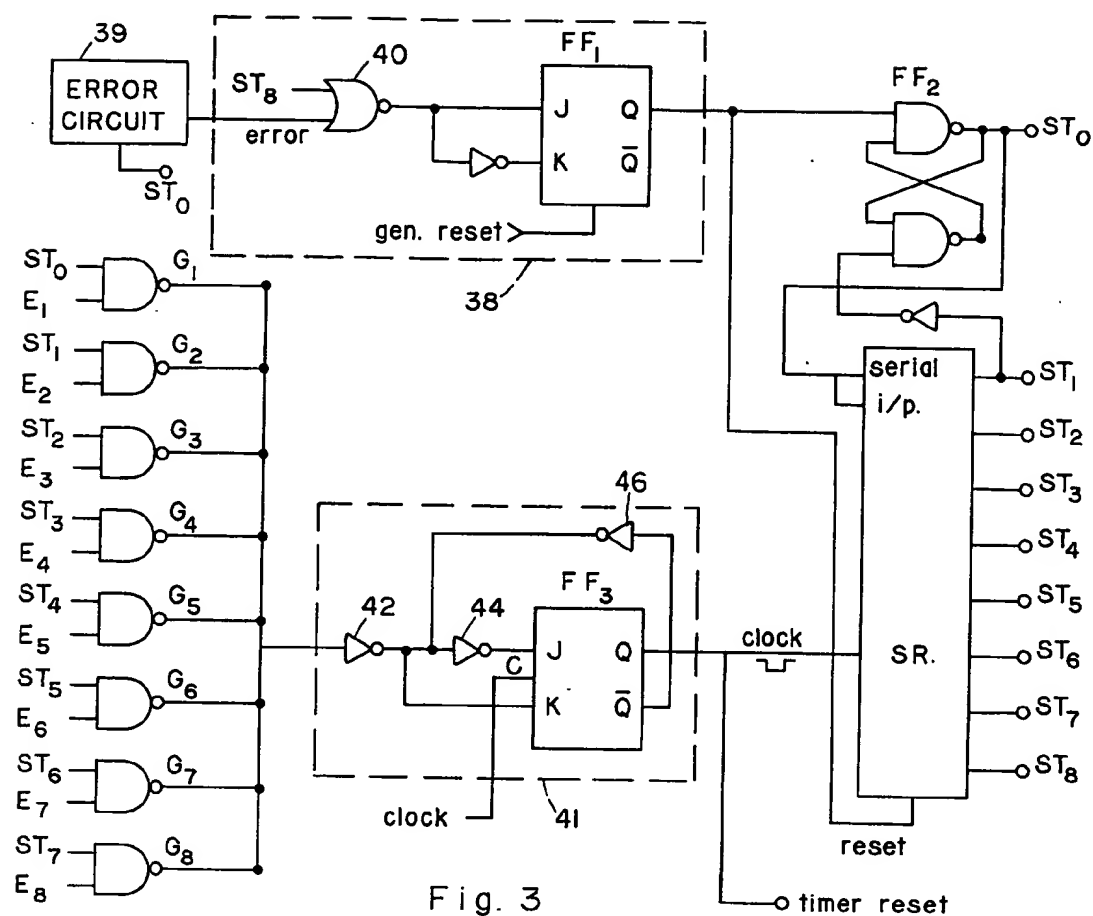 39
ERROR
CIRCUIT
ST0
ST8
error
40
FF1
J
Q
K
Q̅
gen. reset
38
FF2
ST0
ST0
E1
G1
ST1
E2
G2
ST2
E3
G3
ST3
E4
G4
ST4
E5
G5
ST5
E6
G6
ST6
E7
G7
ST7
E8
G8
42
44
46
FF3
J
Q
C
K
Q̅
clock
41
clock
serial
i/p.
SR.
ST1
ST2
ST3
ST4
ST5
ST6
ST7
ST8
reset
timer reset
Fig. 3